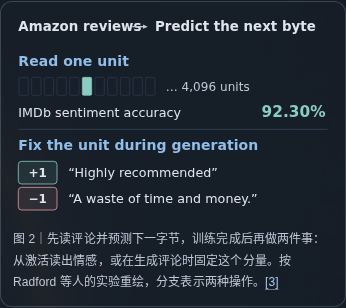 Amazon reviews→ Predict the next byte
Read one unit
… 4,096 units
IMDb sentiment accuracy 92.30%
Fix the unit during generation
+1 “Highly recommended”
−1 “A waste of time and money.”
图 2｜先读评论并预测下一字节，训练完成后再做两件事：
从激活读出情感，或在生成评论时固定这个分量。按
Radford 等人的实验重绘，分支表示两种操作。[3]